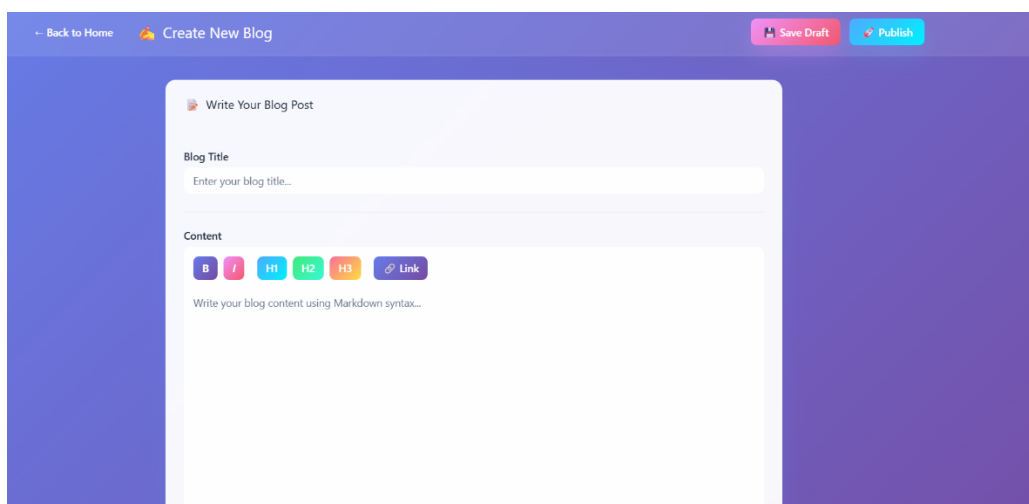 ← Back to Home ✍️ Create New Blog 💾 Save Draft 🚀 Publish
📝 Write Your Blog Post
Blog Title
Enter your blog title...
Content
B I H1 H2 H3 🔗 Link
Write your blog content using Markdown syntax...